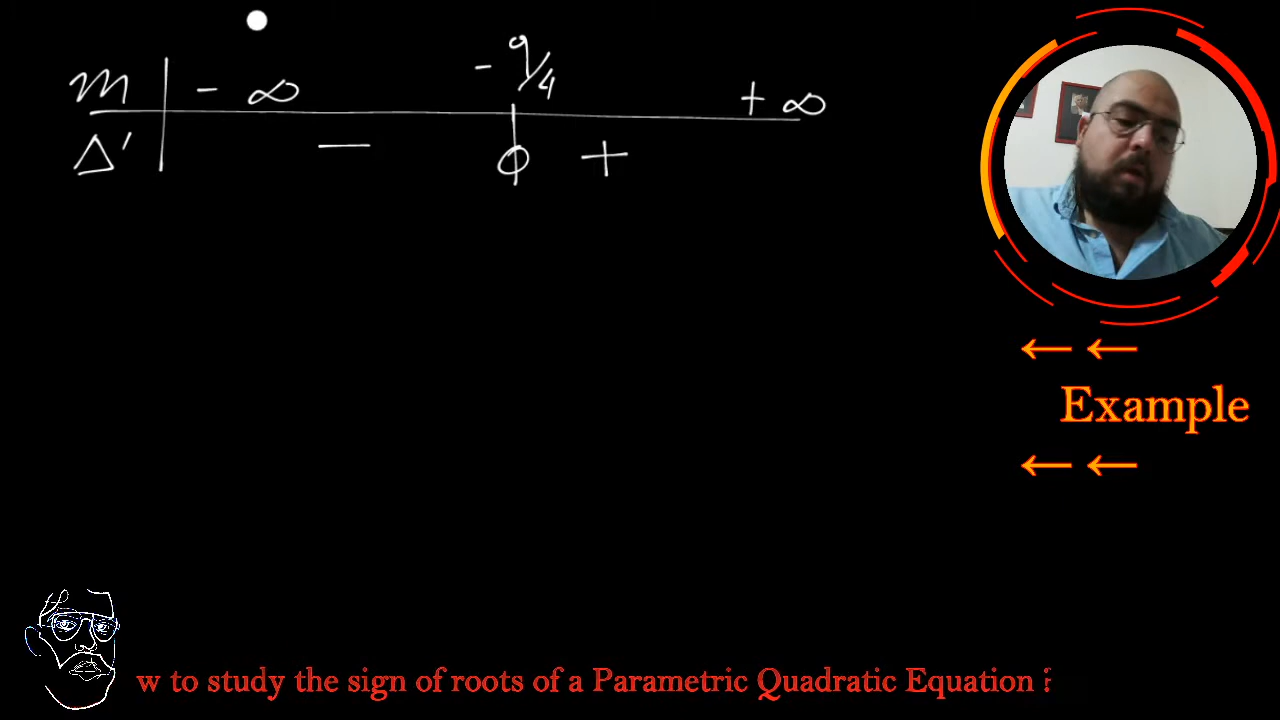 m | - ∞ - 9/4 + ∞
Δ' | — 0 +
← ←
Example
← ←
w to study the sign of roots of a Parametric Quadratic Equation ?